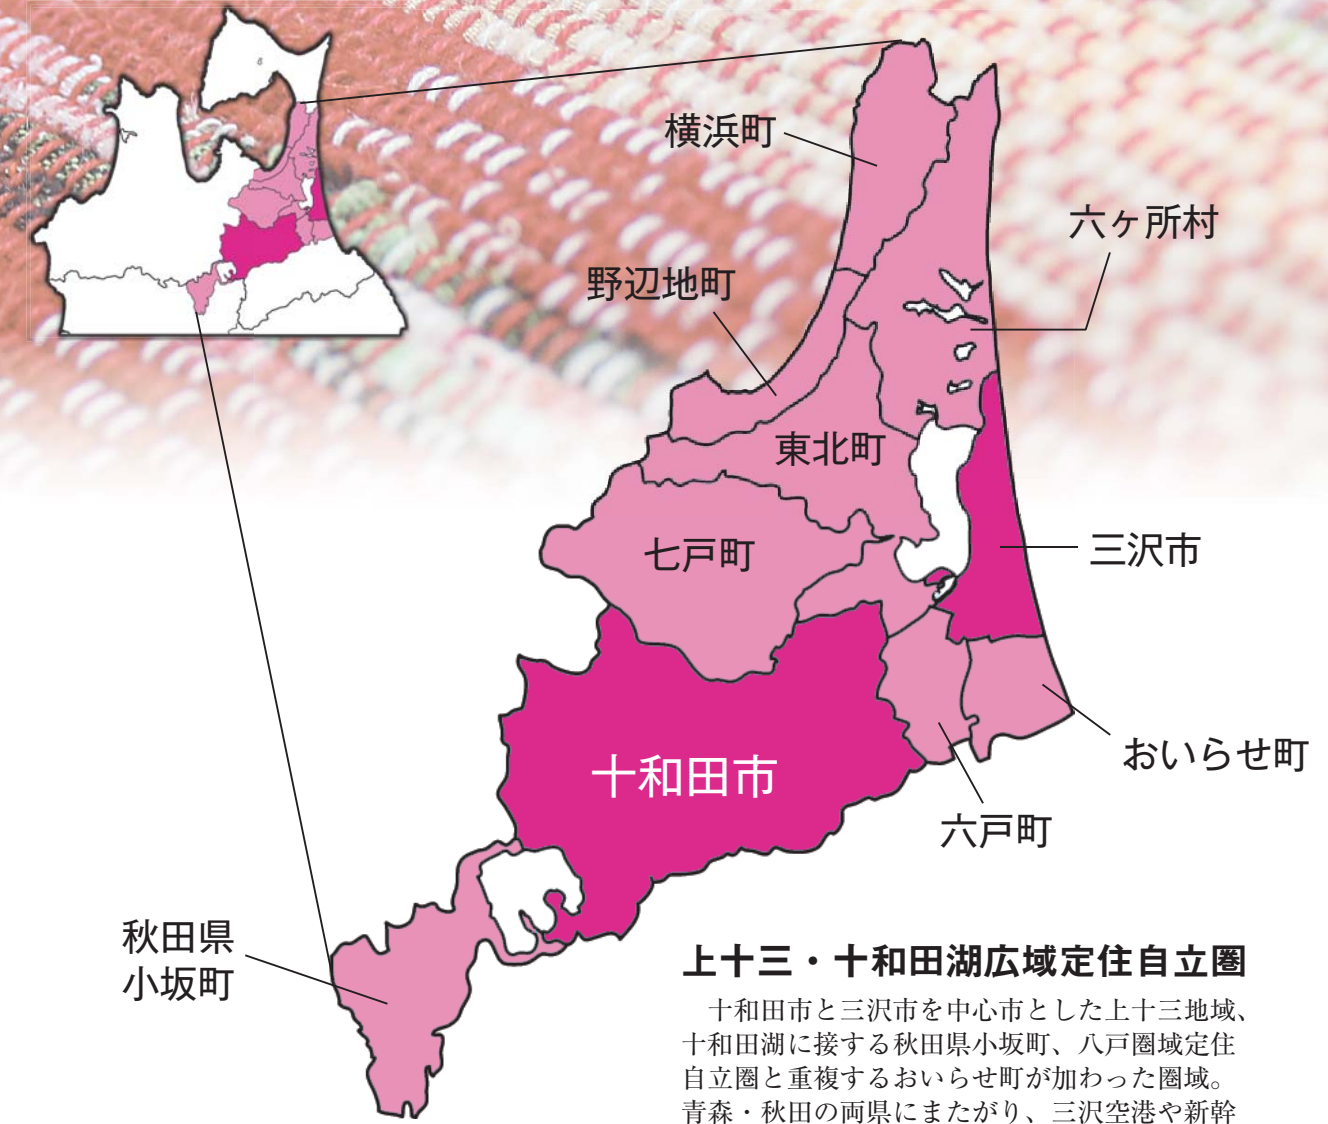 横浜町
六ヶ所村
野辺地町
東北町
七戸町
三沢市
おいらせ町
十和田市
六戸町
秋田県
小坂町
上十三・十和田湖広域定住自立圏
　十和田市と三沢市を中心市とした上十三地域、
十和田湖に接する秋田県小坂町、八戸圏域定住
自立圏と重複するおいらせ町が加わった圏域。
青森・秋田の両県にまたがり、三沢空港や新幹